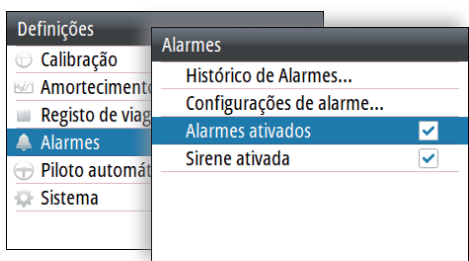 Definições
Calibração
Amortecimento
Registo de viag
Alarmes
Piloto automát
Sistema
Alarmes
Histórico de Alarmes...
Configurações de alarme...
Alarmes ativados
Sirene ativada